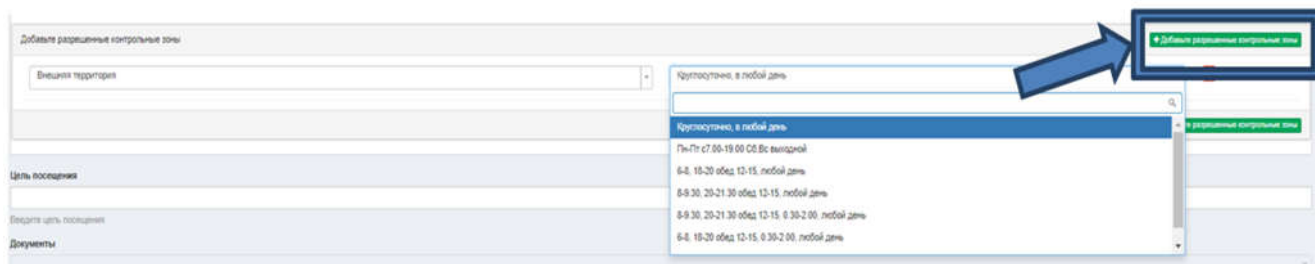 Добавьте разрешенные контрольные зоны
+ Добавьте разрешенные контрольные зоны
Внешняя территория
Круглосуточно, в любой день
Круглосуточно, в любой день
е разрешенные контрольные зоны
Пн-Пт с7.00-19.00 Сб,Вс выходной
Цель посещения
6-8, 18-20 обед 12-15, любой день
8-9.30, 20-21.30 обед 12-15, любой день
8-9.30, 20-21.30 обед 12-15, 0.30-2.00, любой день
Введите цель посещения
6-8, 18-20 обед 12-15, 0.30-2.00, любой день
Документы